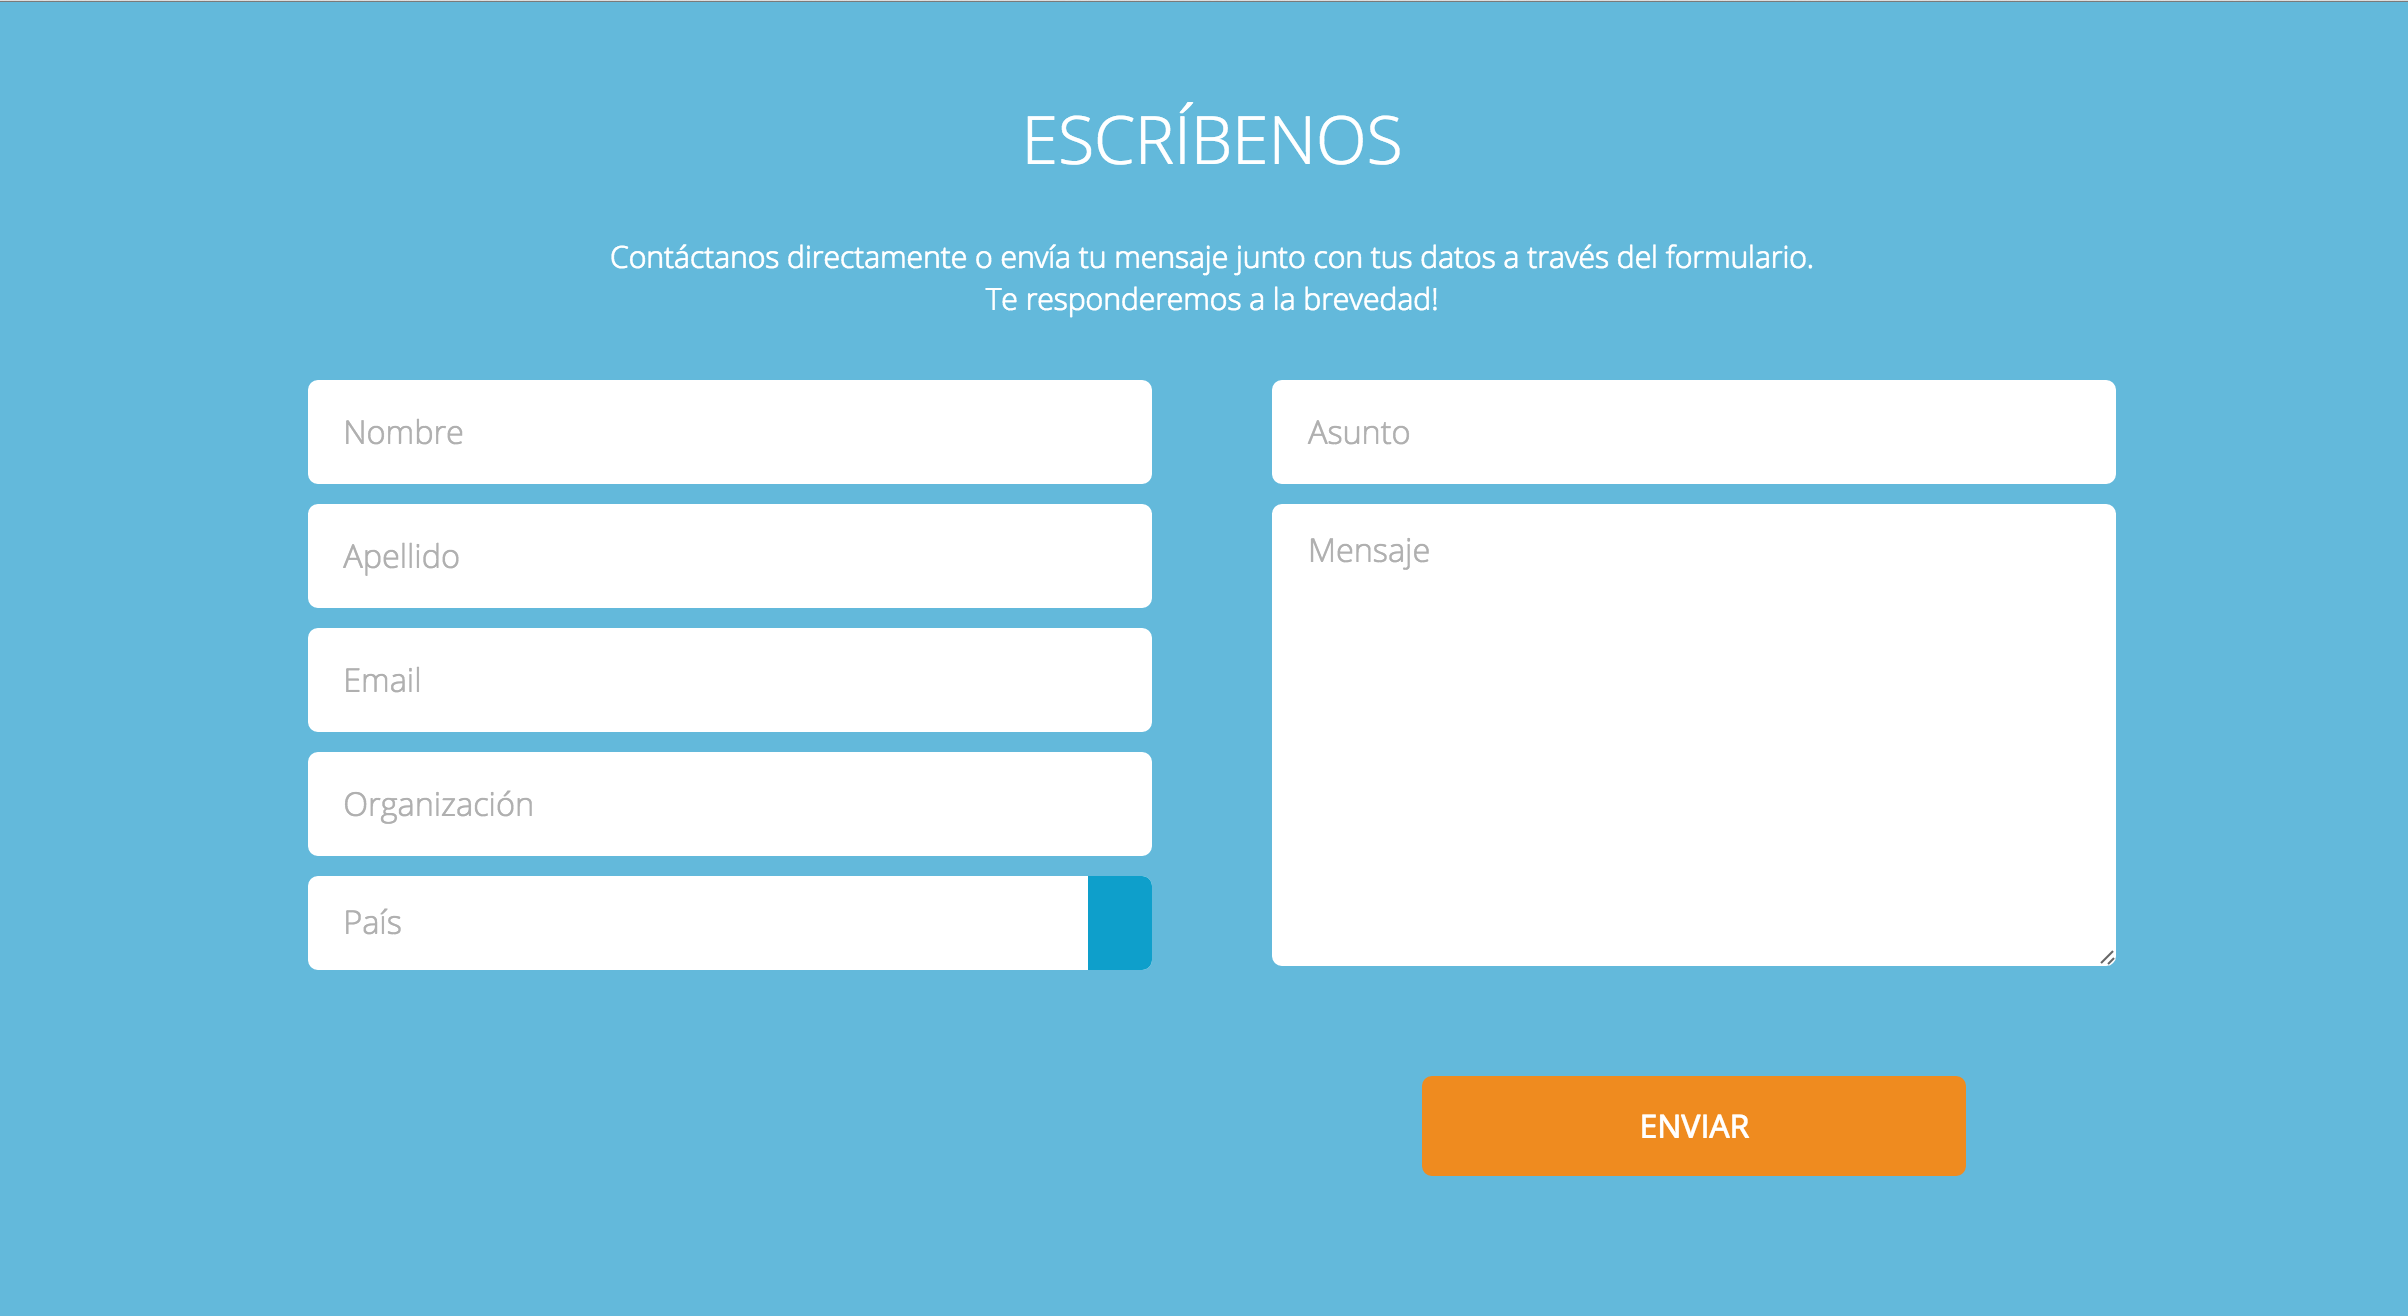 ESCRÍBENOS
Contáctanos directamente o envía tu mensaje junto con tus datos a través del formulario.
Te responderemos a la brevedad!
Nombre
Apellido
Email
Organización
País
Asunto
Mensaje
ENVIAR